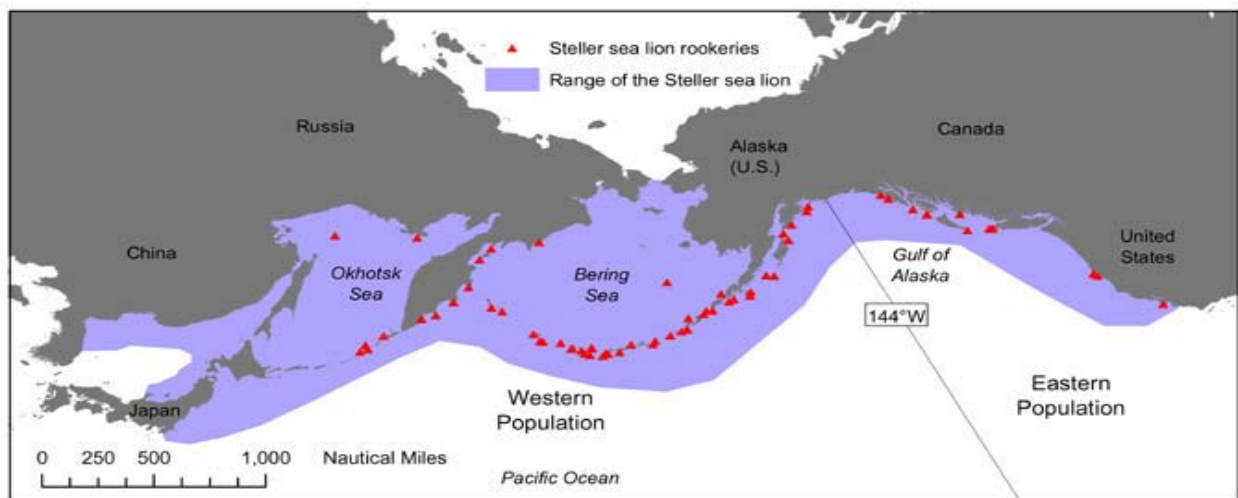 Steller sea lion rookeries
Range of the Steller sea lion
Russia
Canada
Alaska
(U.S.)
China
Okhotsk
Sea
Bering
Sea
Gulf of
Alaska
United
States
144°W
Japan
Western
Population
Eastern
Population
0 250 500 1,000 Nautical Miles
Pacific Ocean